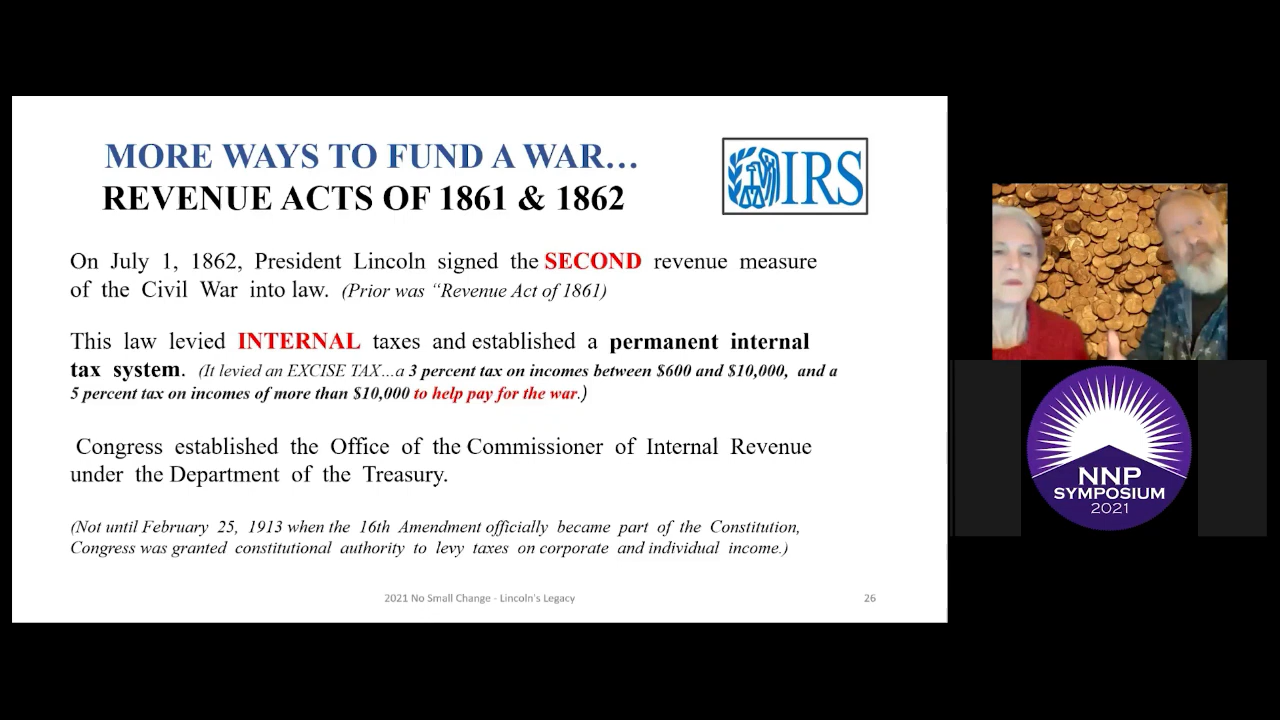 MORE WAYS TO FUND A WAR…
REVENUE ACTS OF 1861 & 1862
IRS
On July 1, 1862, President Lincoln signed the SECOND revenue measure
of the Civil War into law. (Prior was “Revenue Act of 1861)
This law levied INTERNAL taxes and established a permanent internal
tax system. (It levied an EXCISE TAX…a 3 percent tax on incomes between $600 and $10,000, and a
5 percent tax on incomes of more than $10,000 to help pay for the war.)
Congress established the Office of the Commissioner of Internal Revenue
under the Department of the Treasury.
(Not until February 25, 1913 when the 16th Amendment officially became part of the Constitution,
Congress was granted constitutional authority to levy taxes on corporate and individual income.)
2021 No Small Change - Lincoln's Legacy
26
NNP
SYMPOSIUM
2021